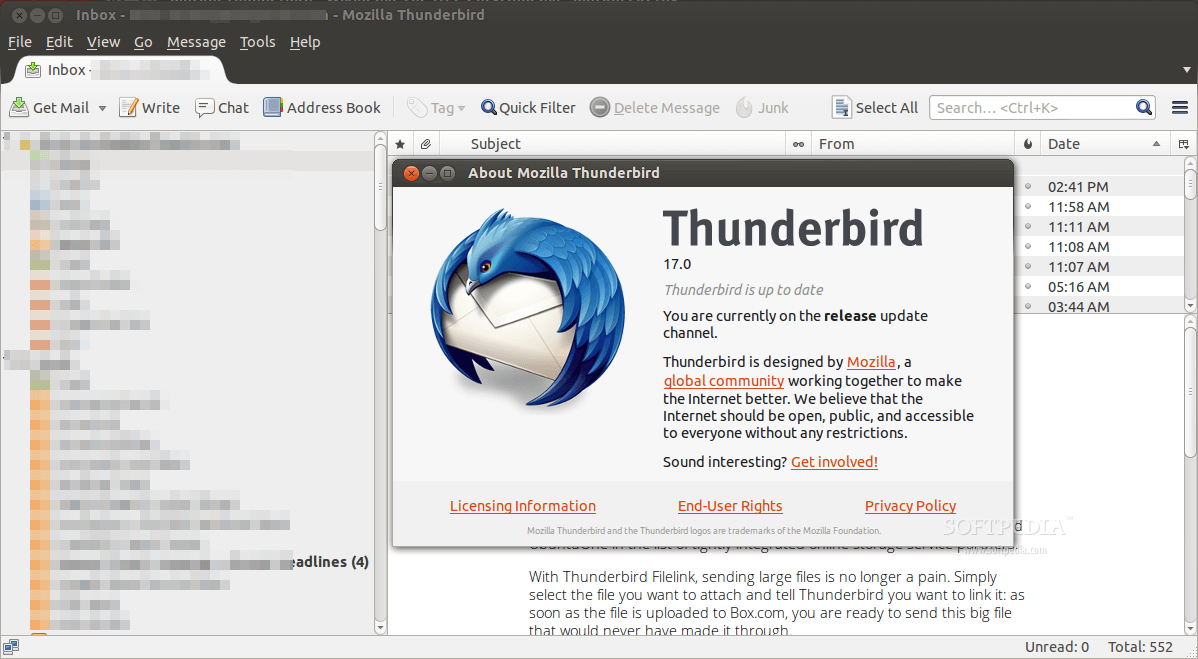 Inbox - - Mozilla Thunderbird
File Edit View Go Message Tools Help
Inbox -
Get Mail Write Chat Address Book Tag Quick Filter Delete Message Junk Select All Search... <Ctrl+K>
Subject From Date
About Mozilla Thunderbird
Thunderbird
17.0
Thunderbird is up to date
You are currently on the release update
channel.
Thunderbird is designed by Mozilla, a
global community working together to make
the Internet better. We believe that the
Internet should be open, public, and accessible
to everyone without any restrictions.
Sound interesting? Get involved!
Licensing Information End-User Rights Privacy Policy
Mozilla Thunderbird and the Thunderbird logos are trademarks of the Mozilla Foundation.
02:41 PM
11:58 AM
11:11 AM
11:08 AM
11:07 AM
05:16 AM
03:44 AM
SOFTPEDIA™
www.softpedia.com
UbuntuOne in the list of tightly integrated online storage service
With Thunderbird Filelink, sending large files is no longer a pain. Simply
select the file you want to attach and tell Thunderbird you want to link it: as
soon as the file is uploaded to Box.com, you are ready to send this big file
that would never have made it through.
eadlines (4)
Unread: 0 Total: 552